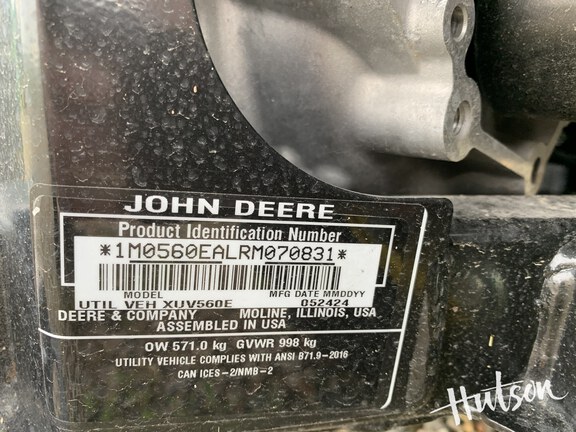 JOHN DEERE
Product Identification Number
*1M0560EALRM070831*
MODEL MFG DATE MMDDYY
UTIL VEH XUV560E 052424
DEERE & COMPANY MOLINE, ILLINOIS, USA
ASSEMBLED IN USA
OW 571.0 kg GVWR 998 kg
UTILITY VEHICLE COMPLIES WITH ANSI B71.9-2016
CAN ICES-2/NMB-2
Hutson